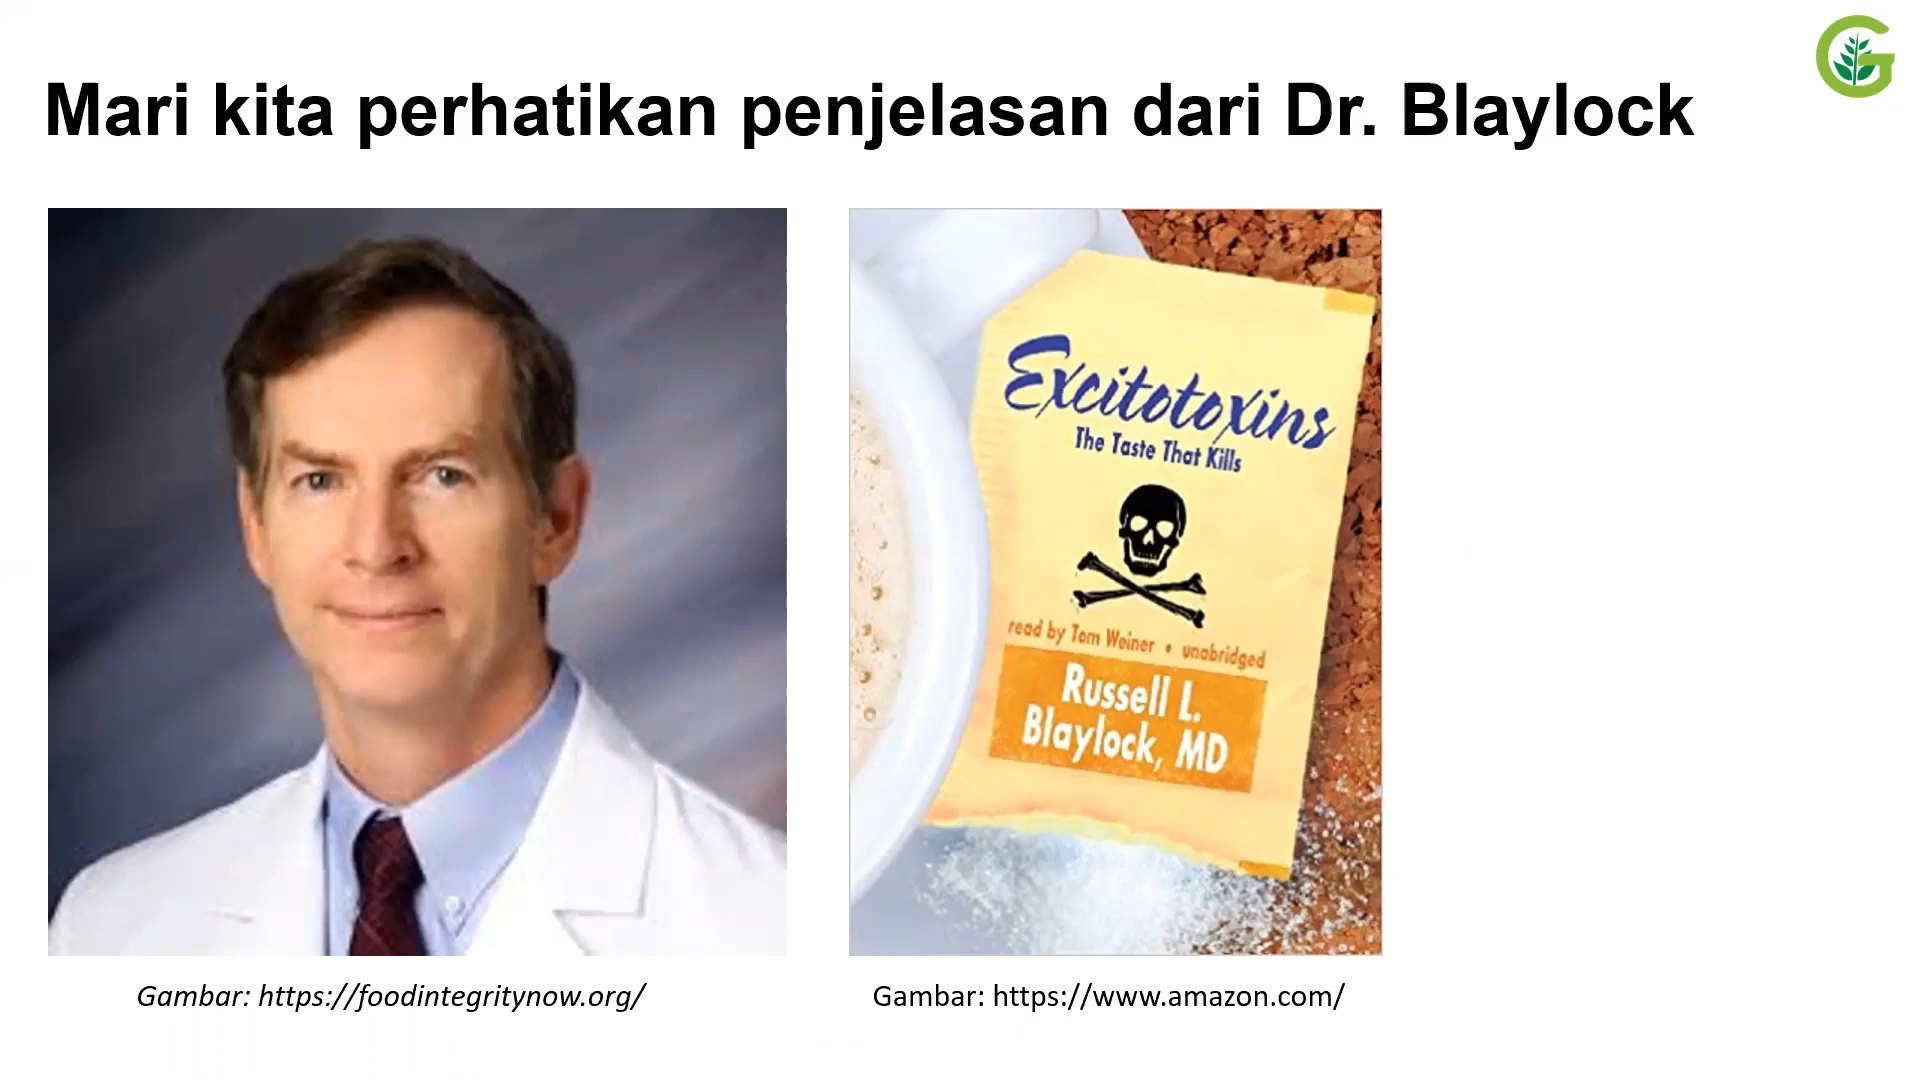 Mari kita perhatikan penjelasan dari Dr. Blaylock
Excitotoxins
The Taste That Kills
read by Tom Weiner • unabridged
Russell L.
Blaylock, MD
Gambar: https://foodintegritynow.org/
Gambar: https://www.amazon.com/